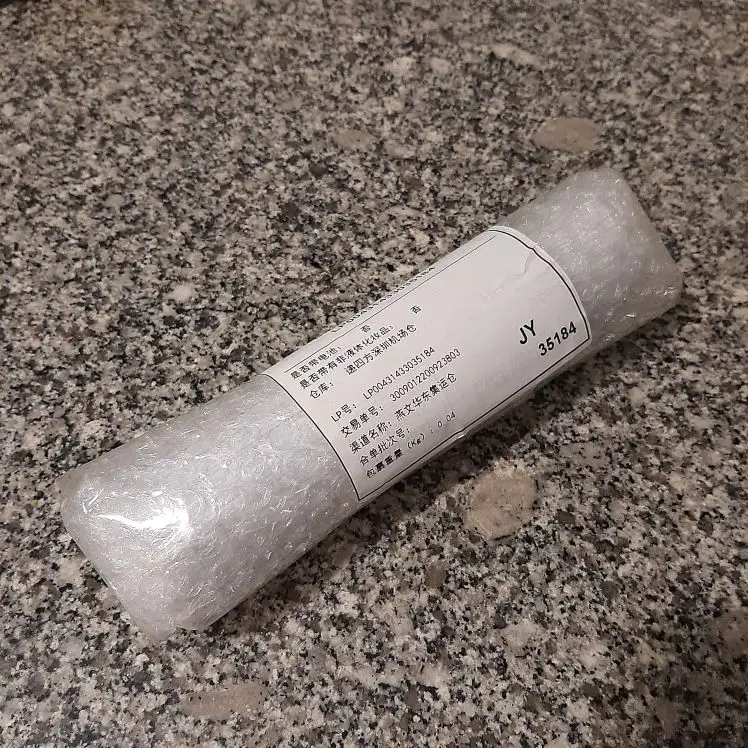 是否带电池： 否
是否带有非液体化妆品： 否
仓库： 递四方深圳机场仓
LP号： LP00431433035184
交易单号： 3009012200923B03
渠道名称：燕文华东集运仓
合单批次号：
包裹重量（Kg）：0.04
JY
35184